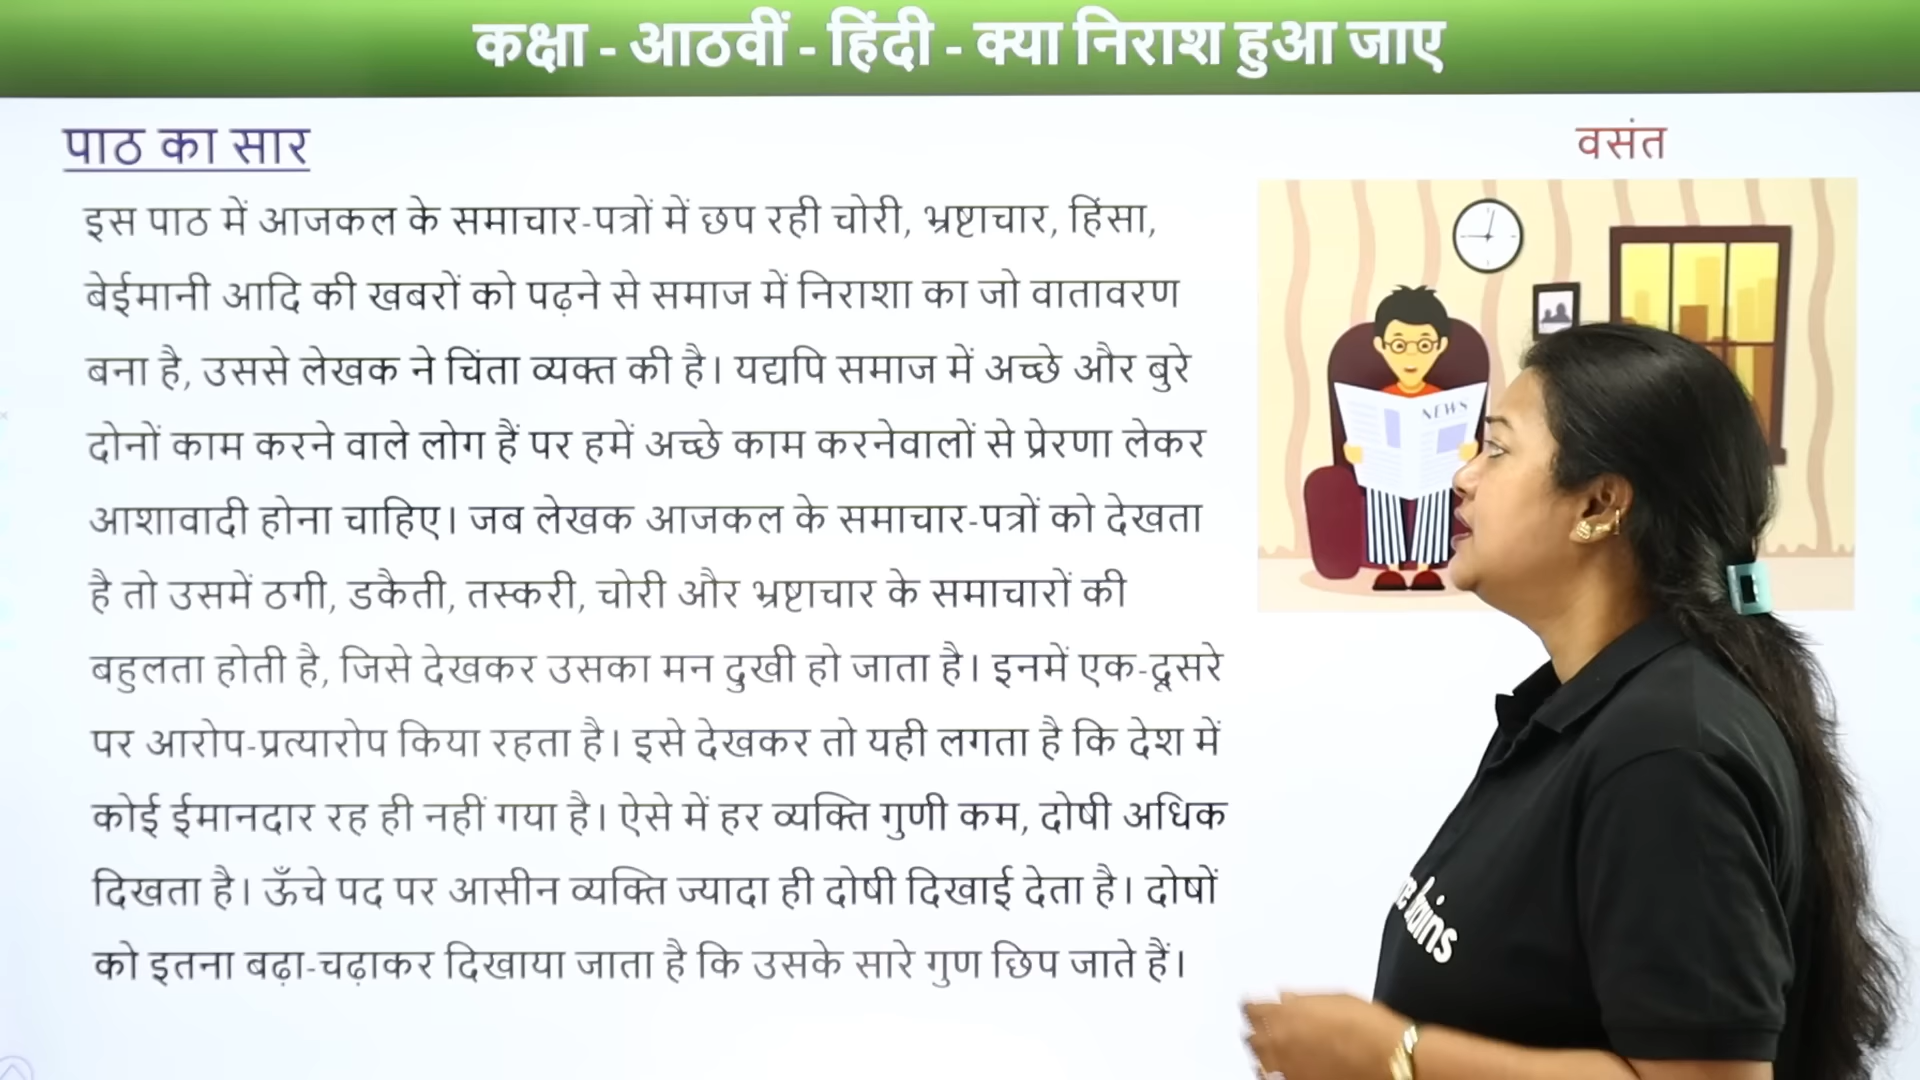 कक्षा - आठवीं - हिंदी - क्या निराश हुआ जाए
पाठ का सार
वसंत
इस पाठ में आजकल के समाचार-पत्रों में छप रही चोरी, भ्रष्टाचार, हिंसा,
बेईमानी आदि की खबरों को पढ़ने से समाज में निराशा का जो वातावरण
बना है, उससे लेखक ने चिंता व्यक्त की है। यद्यपि समाज में अच्छे और बुरे
दोनों काम करने वाले लोग हैं पर हमें अच्छे काम करनेवालों से प्रेरणा लेकर
आशावादी होना चाहिए। जब लेखक आजकल के समाचार-पत्रों को देखता
है तो उसमें ठगी, डकैती, तस्करी, चोरी और भ्रष्टाचार के समाचारों की
बहुलता होती है, जिसे देखकर उसका मन दुखी हो जाता है। इनमें एक-दूसरे
पर आरोप-प्रत्यारोप किया रहता है। इसे देखकर तो यही लगता है कि देश में
कोई ईमानदार रह ही नहीं गया है। ऐसे में हर व्यक्ति गुणी कम, दोषी अधिक
दिखता है। ऊँचे पद पर आसीन व्यक्ति ज्यादा ही दोषी दिखाई देता है। दोषों
को इतना बढ़ा-चढ़ाकर दिखाया जाता है कि उसके सारे गुण छिप जाते हैं।
NEWS